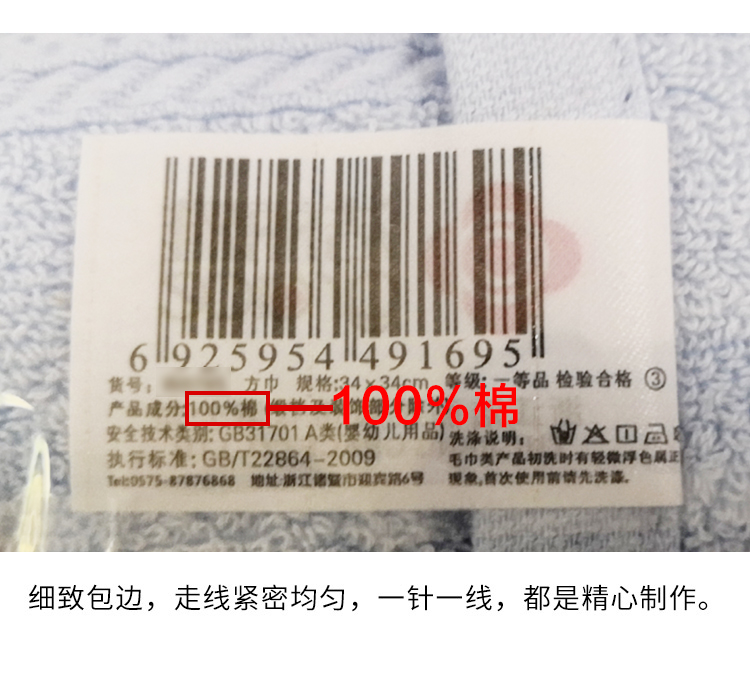 6 925954 491695
货号: 方巾 规格:34×34cm 等级:一等品 检验合格 ③
产品成分:100%棉
100%棉
安全技术类别:GB31701 A类(婴幼儿用品)
洗涤说明:
执行标准:GB/T22864-2009
毛巾类产品初洗时有轻微浮色属正
Tel:0575-87876868 地址:浙江诸暨市迎宾路6号
现象,首次使用前请先洗涤。
细致包边，走线紧密均匀，一针一线，都是精心制作。